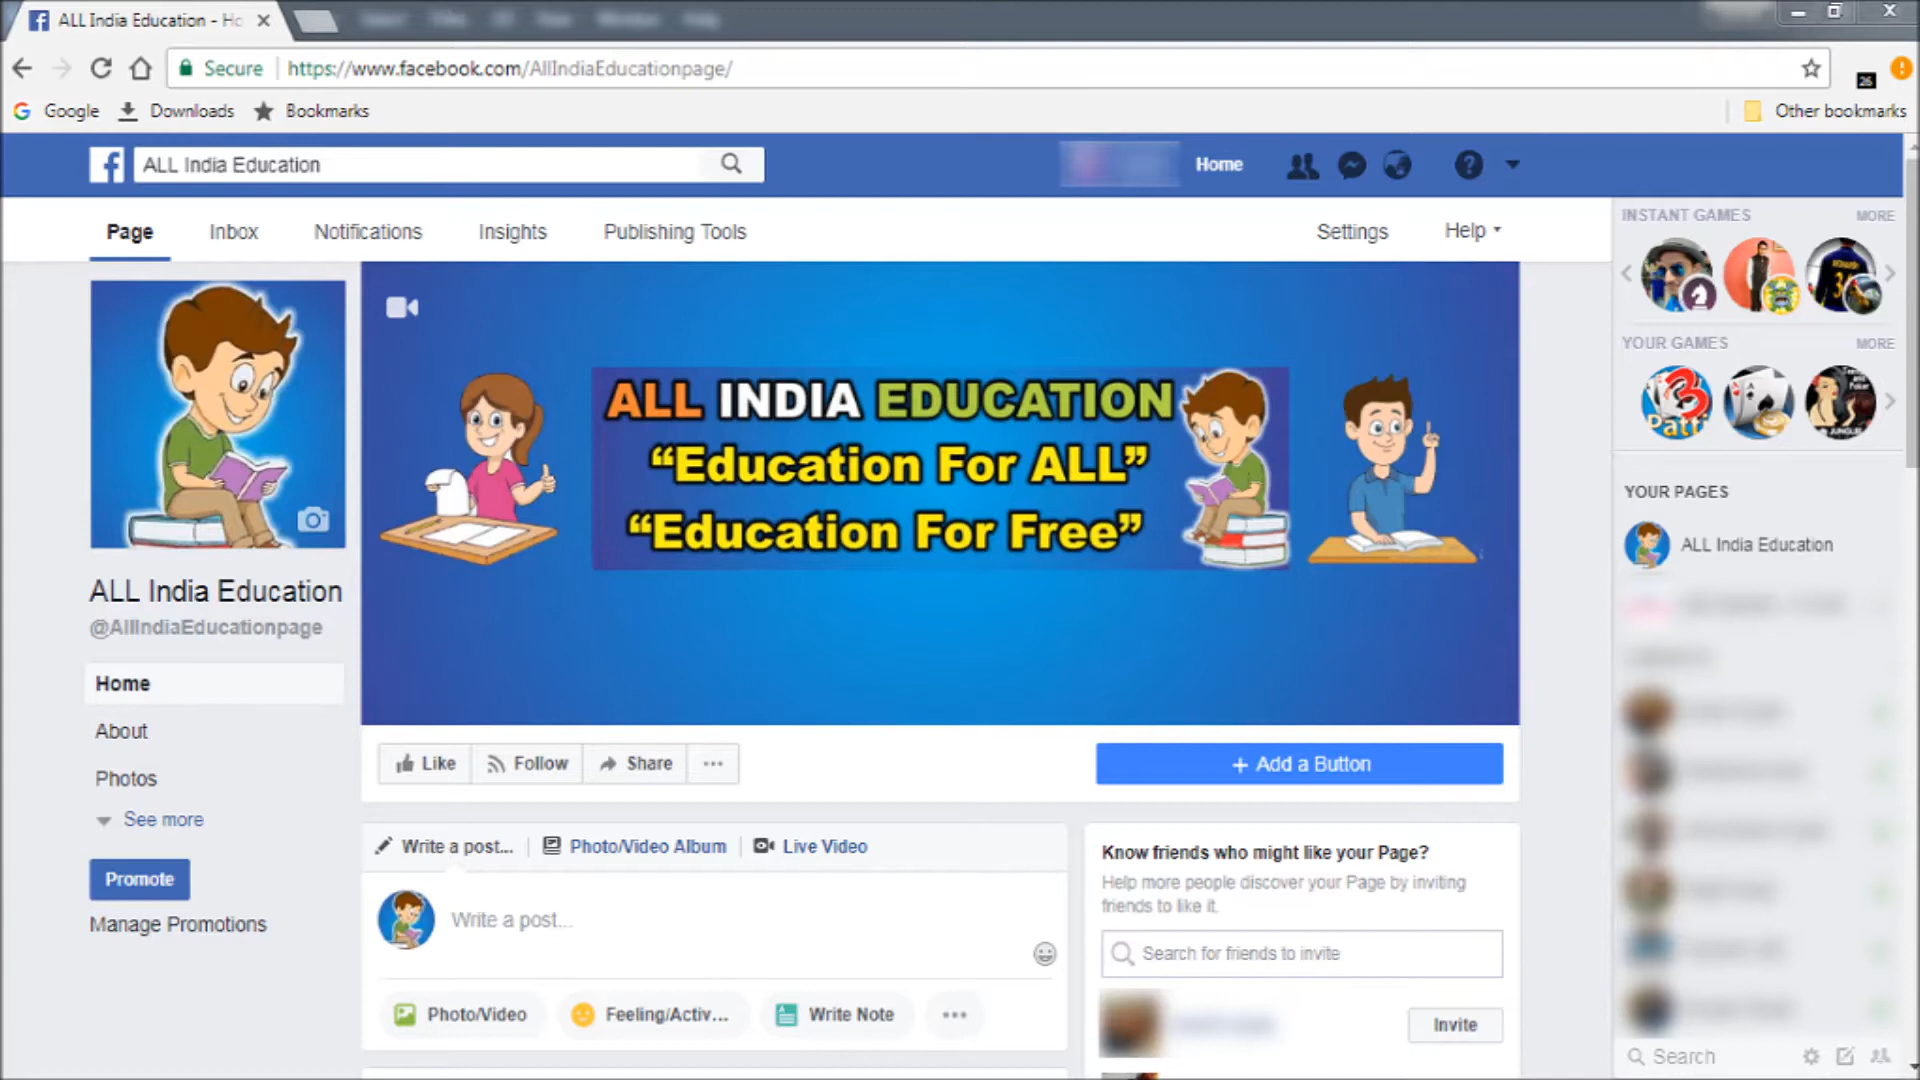 ALL India Education - Ho
Secure
https://www.facebook.com/AllIndiaEducationpage/
26
Google
Downloads
Bookmarks
Other bookmarks
ALL India Education
Home
Page
Inbox
Notifications
Insights
Publishing Tools
Settings
Help
ALL INDIA EDUCATION
“Education For ALL”
“Education For Free”
ALL India Education
@AllIndiaEducationpage
Home
About
Photos
See more
Promote
Manage Promotions
Like
Follow
Share
+ Add a Button
Write a post...
Photo/Video Album
Live Video
Write a post...
Photo/Video
Feeling/Activ...
Write Note
Know friends who might like your Page?
Help more people discover your Page by inviting
friends to like it.
Search for friends to invite
Invite
INSTANT GAMES
MORE
YOUR GAMES
MORE
3
Patti
YOUR PAGES
ALL India Education
Search